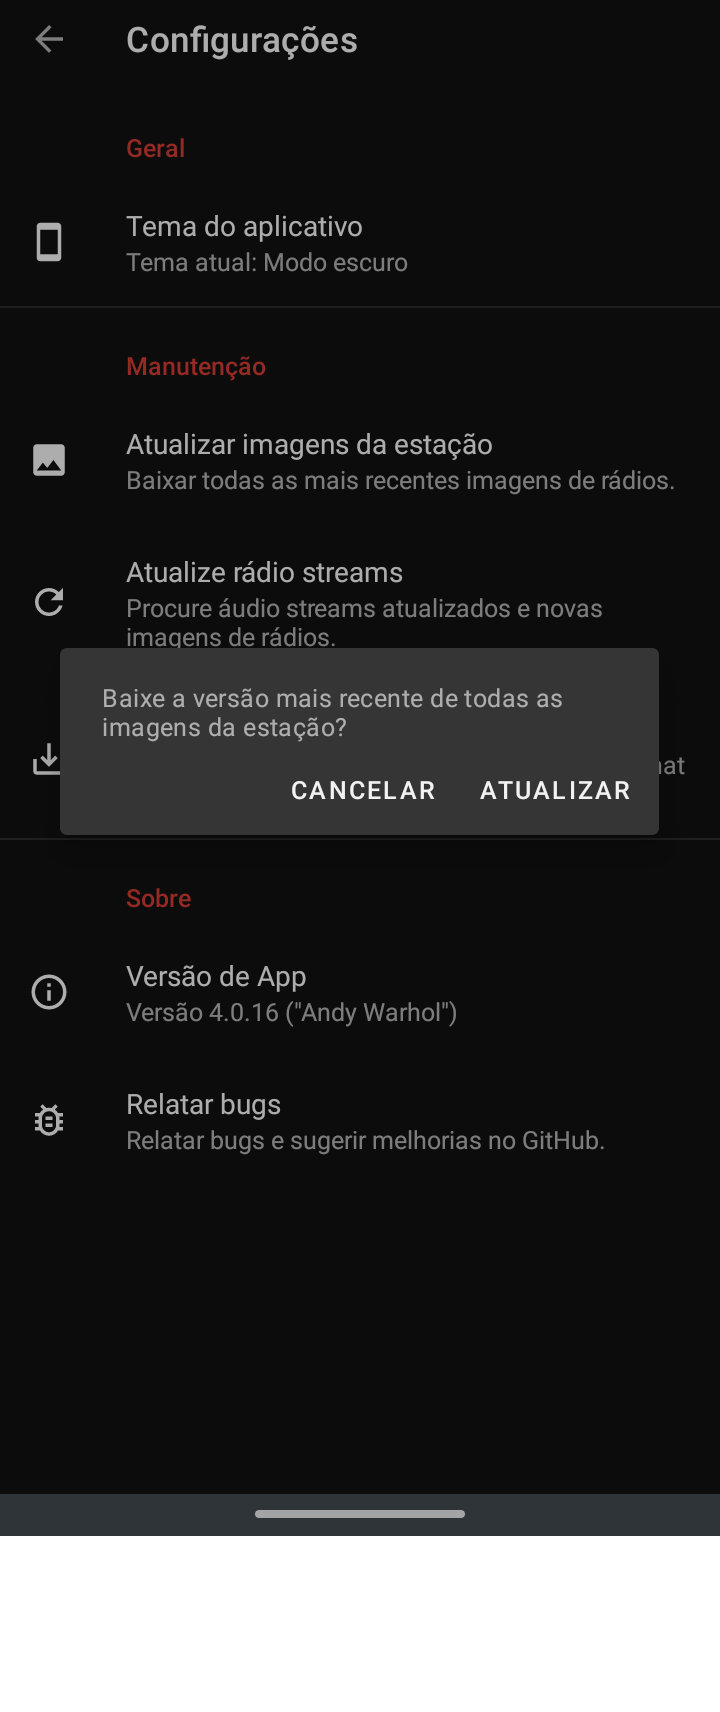 Configurações
Geral
Tema do aplicativo
Tema atual: Modo escuro
Manutenção
Atualizar imagens da estação
Baixar todas as mais recentes imagens de rádios.
Atualize rádio streams
Procure áudio streams atualizados e novas
imagens de rádios.
Baixe a versão mais recente de todas as
imagens da estação?
CANCELAR ATUALIZAR
Sobre
Versão de App
Versão 4.0.16 ("Andy Warhol")
Relatar bugs
Relatar bugs e sugerir melhorias no GitHub.